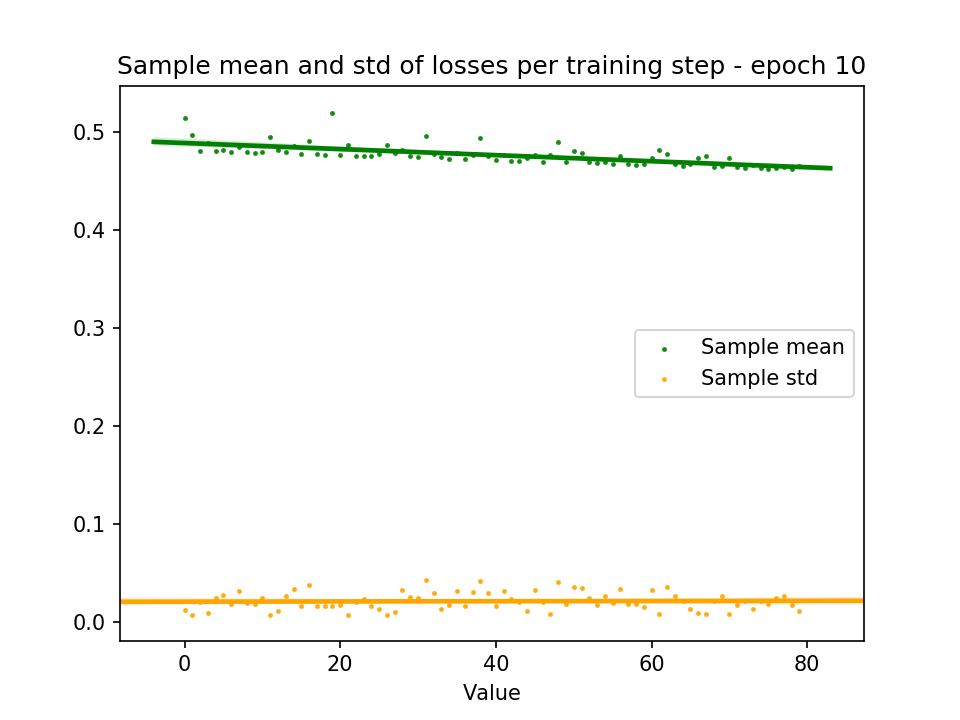 Sample mean and std of losses per training step - epoch 10
0.5
0.4
0.3
0.2
0.1
0.0
Sample mean
Sample std
0 20 40 60 80
Value